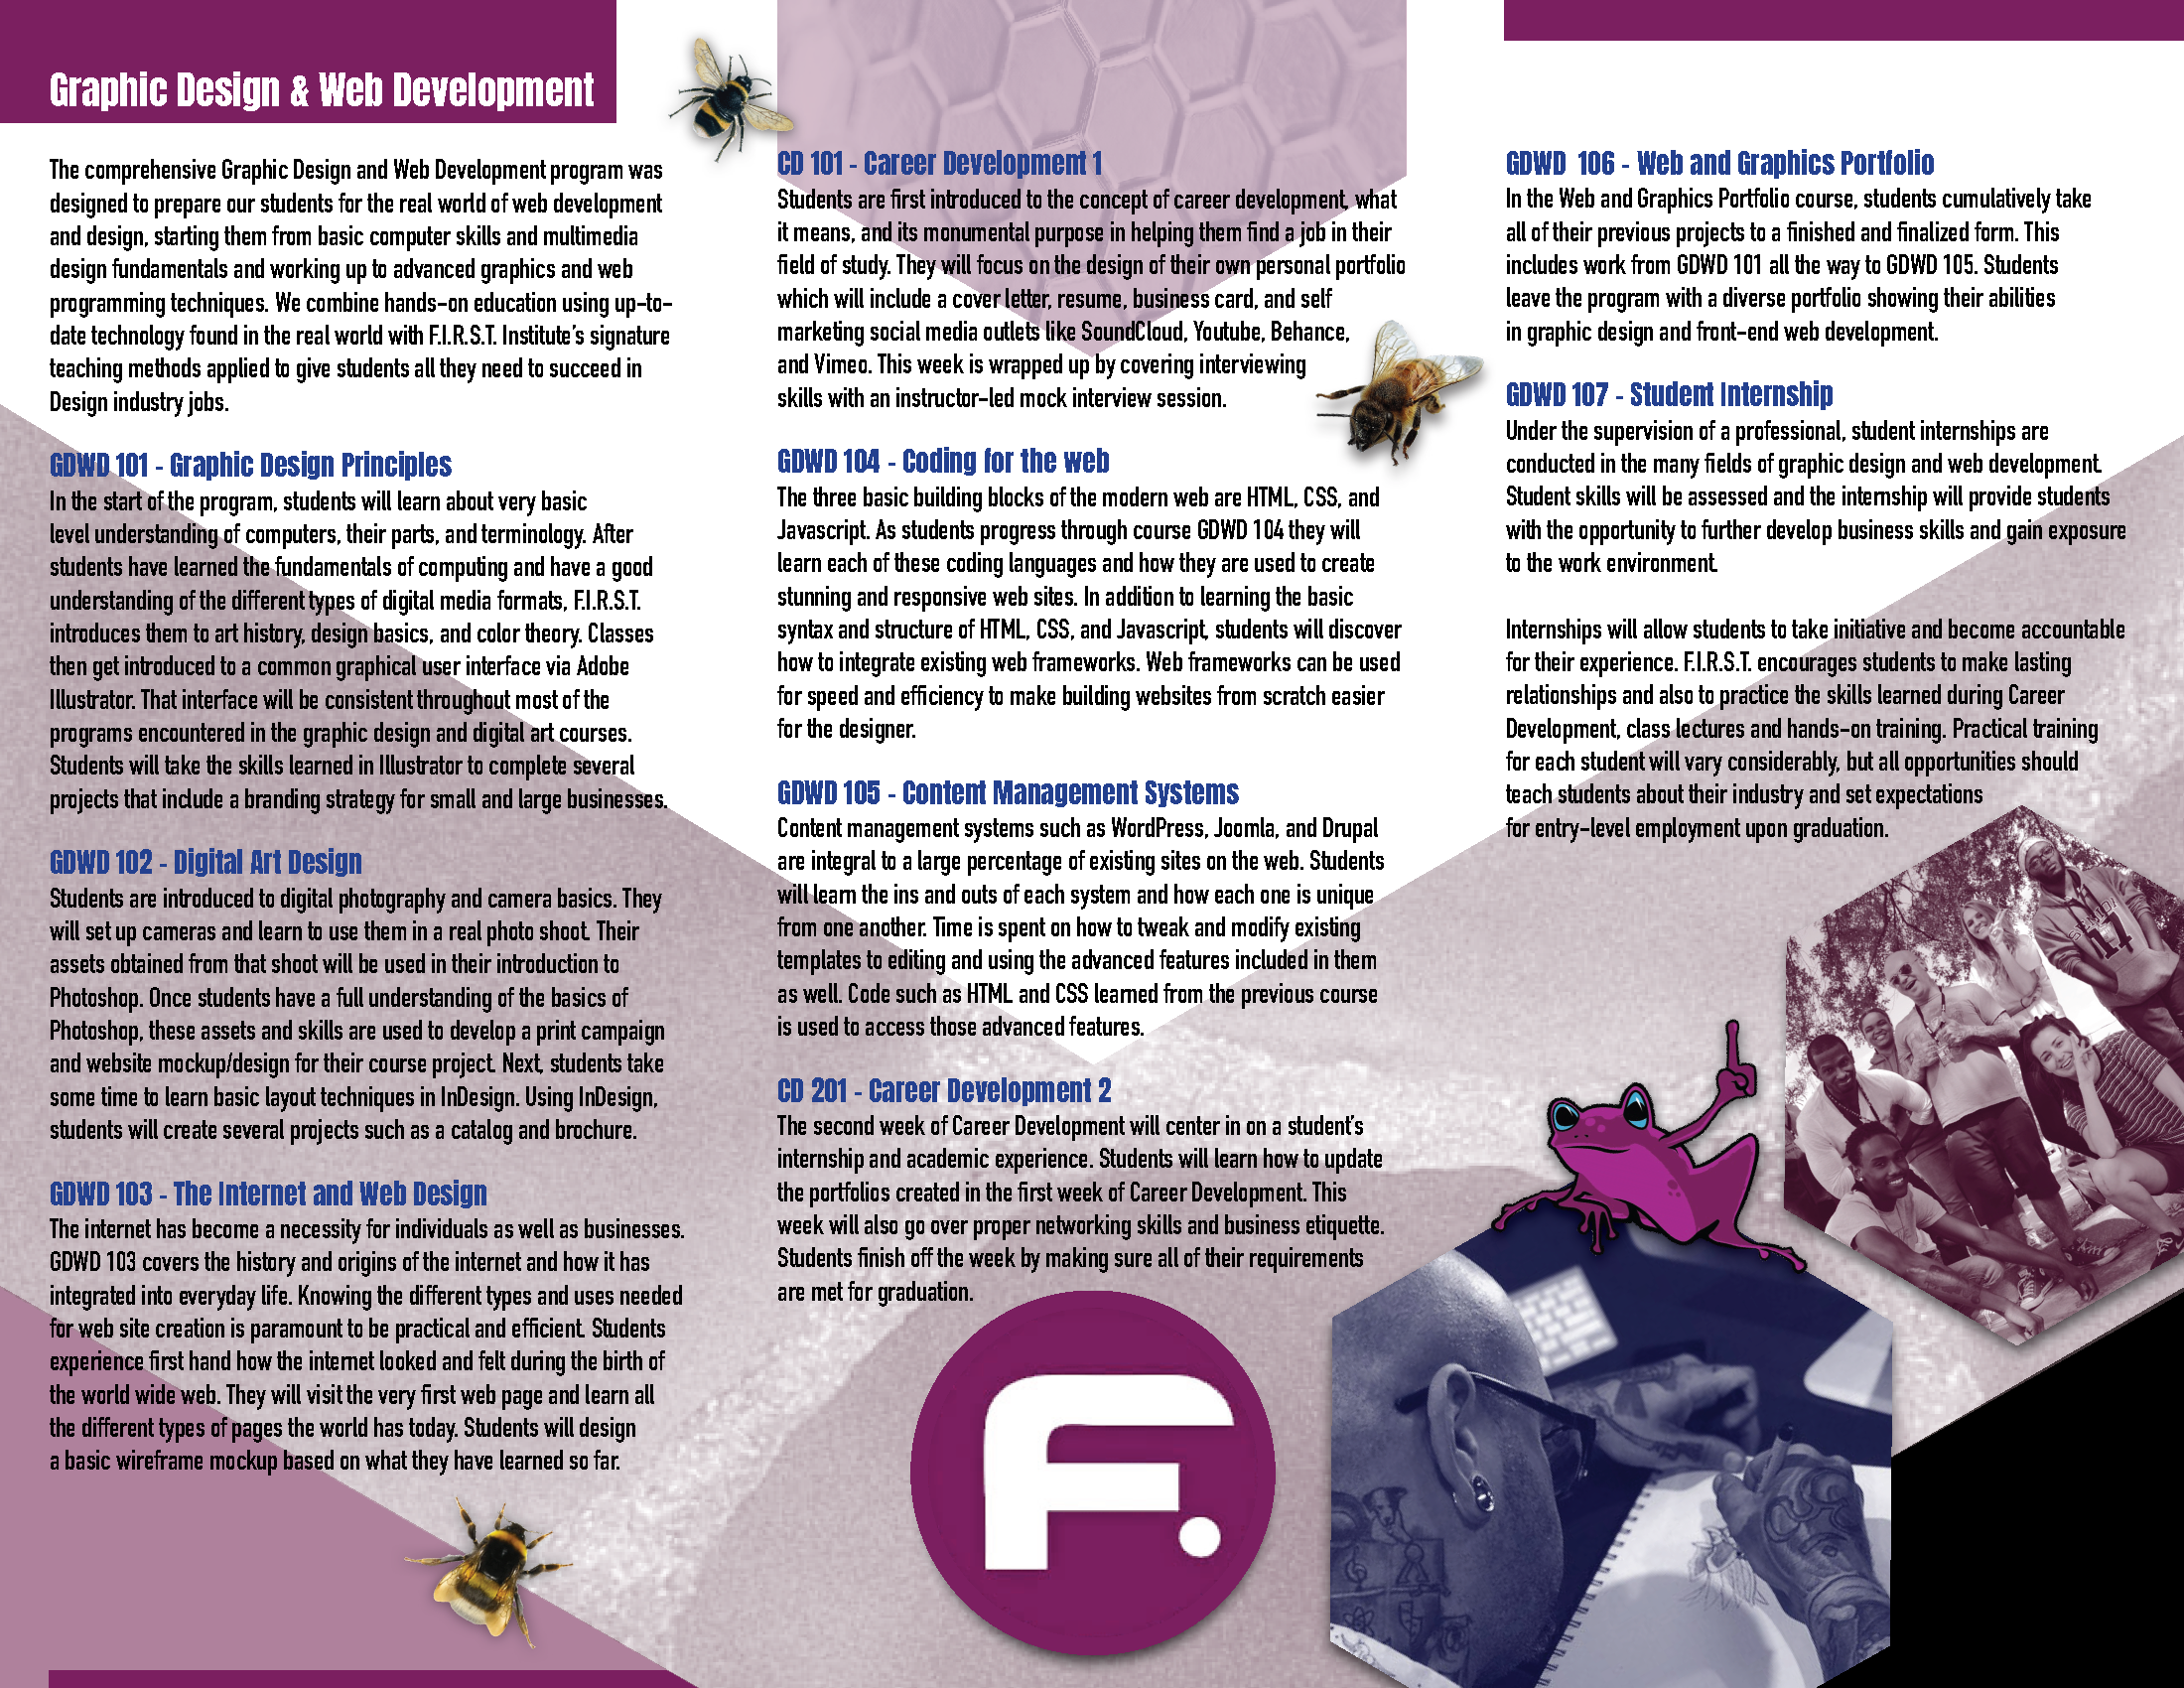 Graphic Design & Web Development
The comprehensive Graphic Design and Web Development program was
designed to prepare our students for the real world of web development
and design, starting them from basic computer skills and multimedia
design fundamentals and working up to advanced graphics and web
programming techniques. We combine hands-on education using up-to-
date technology found in the real world with F.I.R.S.T. Institute's signature
teaching methods applied to give students all they need to succeed in
Design industry jobs.
GDWD 101 - Graphic Design Principles
In the start of the program, students will learn about very basic
level understanding of computers, their parts, and terminology. After
students have learned the fundamentals of computing and have a good
understanding of the different types of digital media formats, F.I.R.S.T.
introduces them to art history, design basics, and color theory. Classes
then get introduced to a common graphical user interface via Adobe
Illustrator. That interface will be consistent throughout most of the
programs encountered in the graphic design and digital art courses.
Students will take the skills learned in Illustrator to complete several
projects that include a branding strategy for small and large businesses.
GDWD 102 - Digital Art Design
Students are introduced to digital photography and camera basics. They
will set up cameras and learn to use them in a real photo shoot. Their
assets obtained from that shoot will be used in their introduction to
Photoshop. Once students have a full understanding of the basics of
Photoshop, these assets and skills are used to develop a print campaign
and website mockup/design for their course project. Next, students take
some time to learn basic layout techniques in InDesign. Using InDesign,
students will create several projects such as a catalog and brochure.
GDWD 103 - The Internet and Web Design
The internet has become a necessity for individuals as well as businesses.
GDWD 103 covers the history and origins of the internet and how it has
integrated into everyday life. Knowing the different types and uses needed
for web site creation is paramount to be practical and efficient. Students
experience first hand how the internet looked and felt during the birth of
the world wide web. They will visit the very first web page and learn all
the different types of pages the world has today. Students will design
a basic wireframe mockup based on what they have learned so far.
CD 101 - Career Development 1
Students are first introduced to the concept of career development, what
it means, and its monumental purpose in helping them find a job in their
field of study. They will focus on the design of their own personal portfolio
which will include a cover letter, resume, business card, and self
marketing social media outlets like SoundCloud, Youtube, Behance,
and Vimeo. This week is wrapped up by covering interviewing
skills with an instructor-led mock interview session.
GDWD 104 - Coding for the web
The three basic building blocks of the modern web are HTML, CSS, and
Javascript. As students progress through course GDWD 104 they will
learn each of these coding languages and how they are used to create
stunning and responsive web sites. In addition to learning the basic
syntax and structure of HTML, CSS, and Javascript, students will discover
how to integrate existing web frameworks. Web frameworks can be used
for speed and efficiency to make building websites from scratch easier
for the designer.
GDWD 105 - Content Management Systems
Content management systems such as WordPress, Joomla, and Drupal
are integral to a large percentage of existing sites on the web. Students
will learn the ins and outs of each system and how each one is unique
from one another. Time is spent on how to tweak and modify existing
templates to editing and using the advanced features included in them
as well. Code such as HTML and CSS learned from the previous course
is used to access those advanced features.
CD 201 - Career Development 2
The second week of Career Development will center in on a student's
internship and academic experience. Students will learn how to update
the portfolios created in the first week of Career Development. This
week will also go over proper networking skills and business etiquette.
Students finish off the week by making sure all of their requirements
are met for graduation.
F.
GDWD 106 - Web and Graphics Portfolio
In the Web and Graphics Portfolio course, students cumulatively take
all of their previous projects to a finished and finalized form. This
includes work from GDWD 101 all the way to GDWD 105. Students
leave the program with a diverse portfolio showing their abilities
in graphic design and front-end web development.
GDWD 107 - Student Internship
Under the supervision of a professional, student internships are
conducted in the many fields of graphic design and web development.
Student skills will be assessed and the internship will provide students
with the opportunity to further develop business skills and gain exposure
to the work environment.
Internships will allow students to take initiative and become accountable
for their experience. F.I.R.S.T. encourages students to make lasting
relationships and also to practice the skills learned during Career
Development, class lectures and hands-on training. Practical training
for each student will vary considerably, but all opportunities should
teach students about their industry and set expectations
for entry-level employment upon graduation.
17